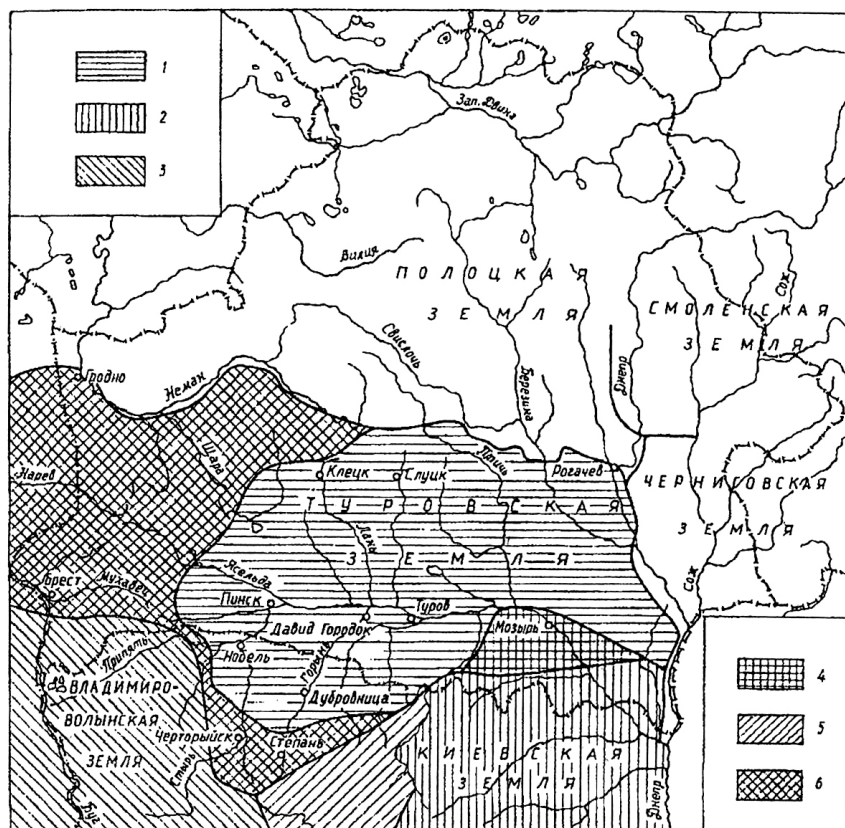 1
2
3
Зап. Двина
Вилия
ПОЛОЦКАЯ
ЗЕМЛЯ
СМОЛЕНСКАЯ
ЗЕМЛЯ
Сож
Днепр
Свислочь
Березина
Гродно
Неман
Щара
Нарев
Клецк
Слуцк
Птичь
Рогачев
ЧЕРНИГОВСКАЯ
ЗЕМЛЯ
Сож
ТУРОВСКАЯ
ЗЕМЛЯ
Лань
Ясельда
Брест
Мухавец
Пинск
Туров
Давид Городок
Мозырь
Припять
Нобель
Горынь
Дубровница
ВЛАДИМИРО-
ВОЛЫНСКАЯ
ЗЕМЛЯ
Черторыйск
Степань
Стырь
Буг
КИЕВСКАЯ
ЗЕМЛЯ
Днепр
4
5
6